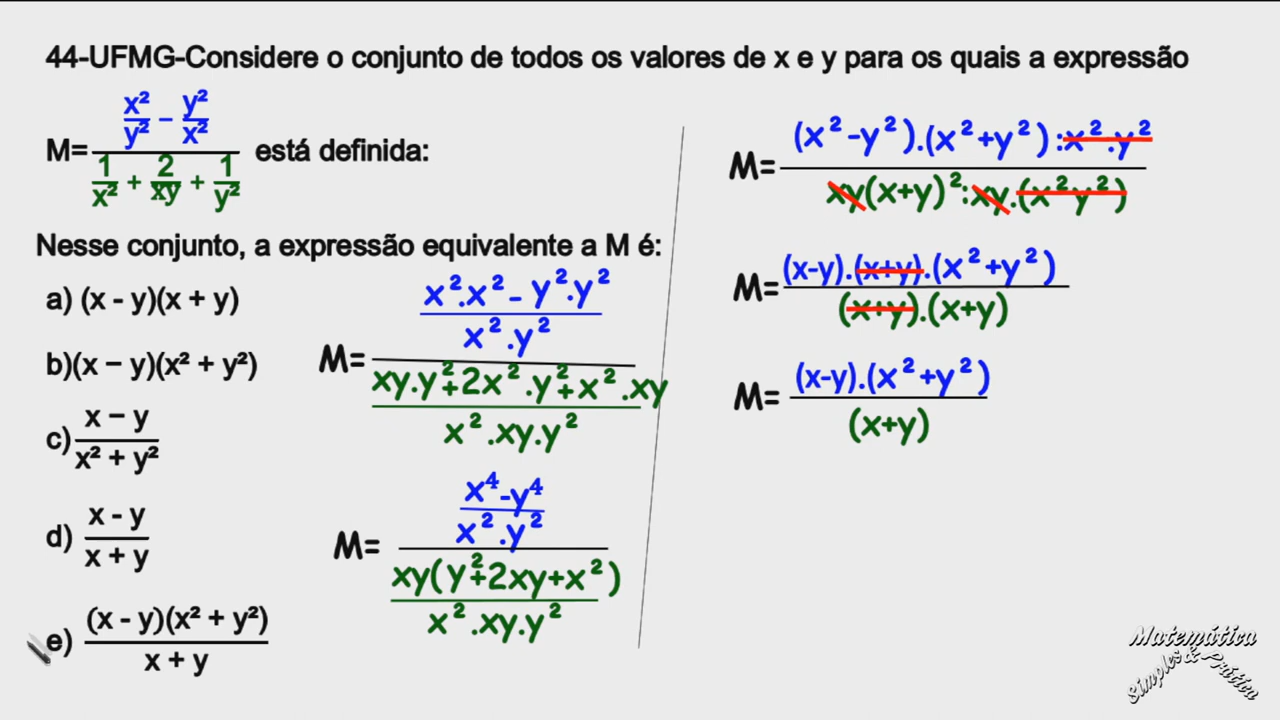 44-UFMG-Considere o conjunto de todos os valores de x e y para os quais a expressão
x²/y² − y²/x²
M= ――― está definida:
1/x² + 2/xy + 1/y²
Nesse conjunto, a expressão equivalente a M é:
a) (x - y)(x + y)
b)(x − y)(x² + y²)
c) x − y
x² + y²
d) x - y
x + y
e) (x - y)(x² + y²)
x + y
x².x² - y².y²
x².y²
M=
xy.y²+2x².y²+x².xy
x².xy.y²
x⁴-y⁴
x².y²
M=
xy(y²+2xy+x²)
x².xy.y²
(x²-y²).(x²+y²):x².y²
M=
xy(x+y)²:xy.(x²y²)
M= (x-y).(x+y).(x²+y²)
(x+y).(x+y)
M= (x-y).(x²+y²)
(x+y)
Matemática
Simples & Prática